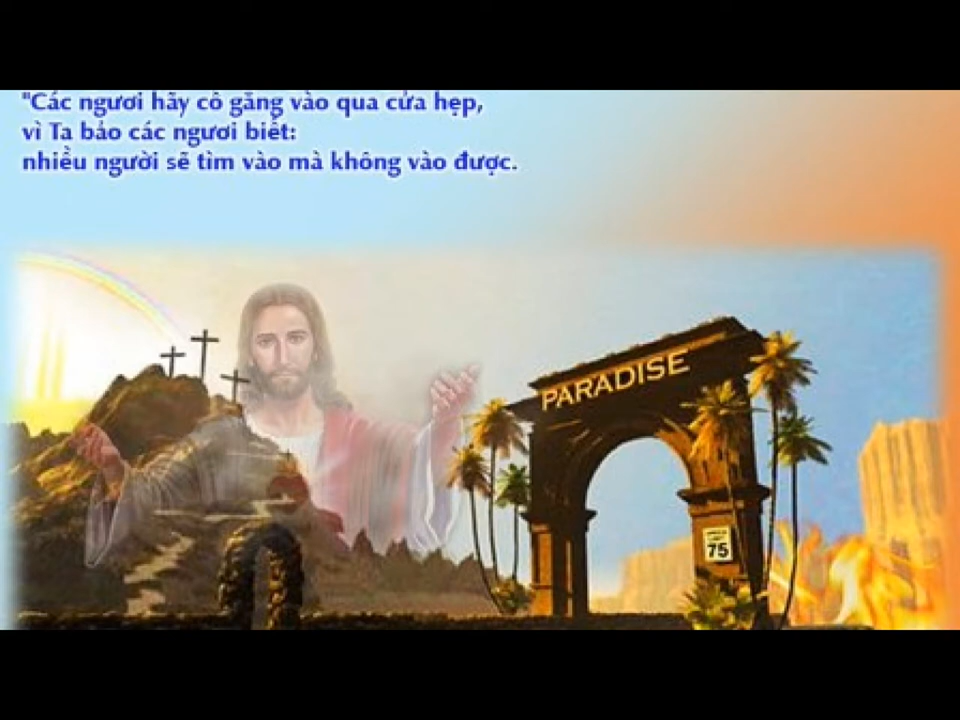 "Các ngươi hãy cố gắng vào qua cửa hẹp,
vì Ta bảo các ngươi biết:
nhiều người sẽ tìm vào mà không vào được.
PARADISE
75